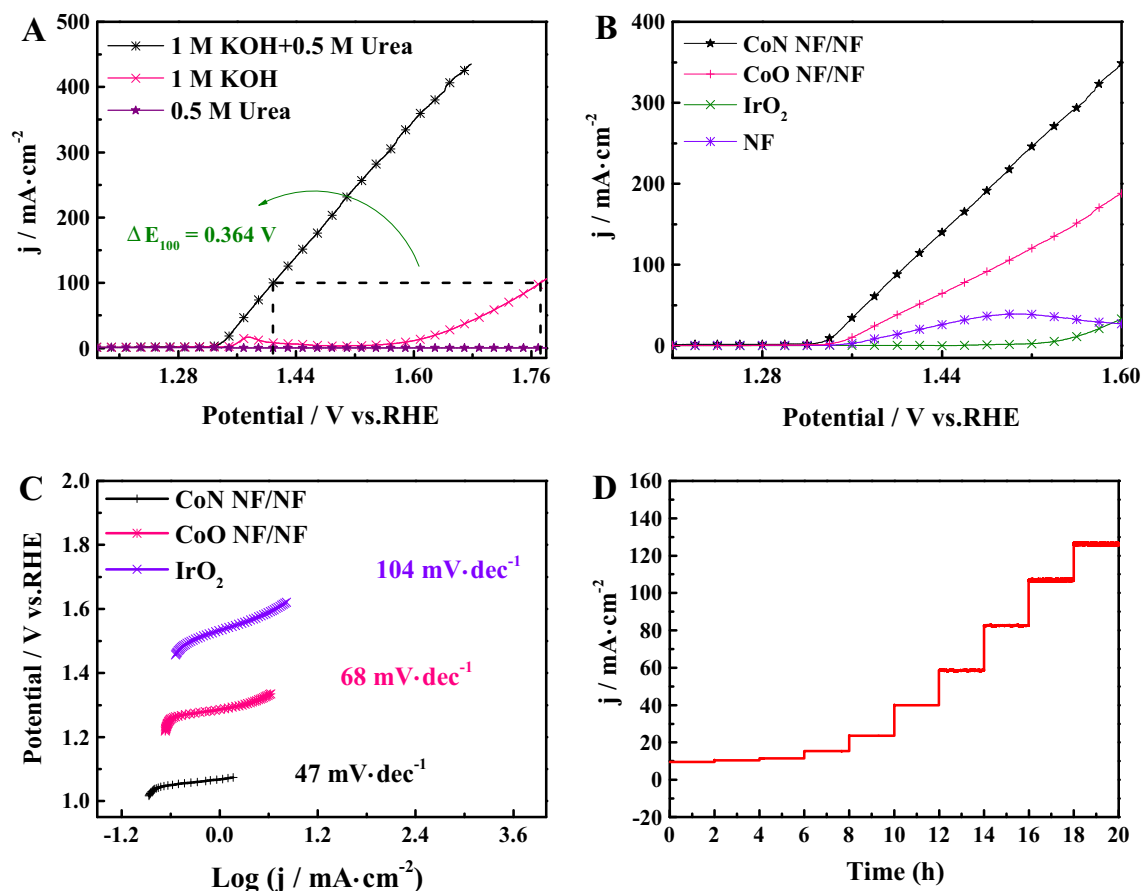 A
500
400
300
200
100
0
j / mA·cm-2
1 M KOH+0.5 M Urea
1 M KOH
0.5 M Urea
Δ E100 = 0.364 V
1.28 1.44 1.60 1.76
Potential / V vs.RHE
B
400
350
300
250
200
150
100
50
0
j / mA·cm-2
CoN NF/NF
CoO NF/NF
IrO2
NF
1.28 1.44 1.60
Potential / V vs.RHE
C
2.0
1.8
1.6
1.4
1.2
1.0
Potential / V vs.RHE
CoN NF/NF
CoO NF/NF
IrO2
104 mV·dec-1
68 mV·dec-1
47 mV·dec-1
-1.2 0.0 1.2 2.4 3.6
Log (j / mA·cm-2)
D
160
140
120
100
80
60
40
20
0
-20
j / mA·cm-2
0 2 4 6 8 10 12 14 16 18 20
Time (h)